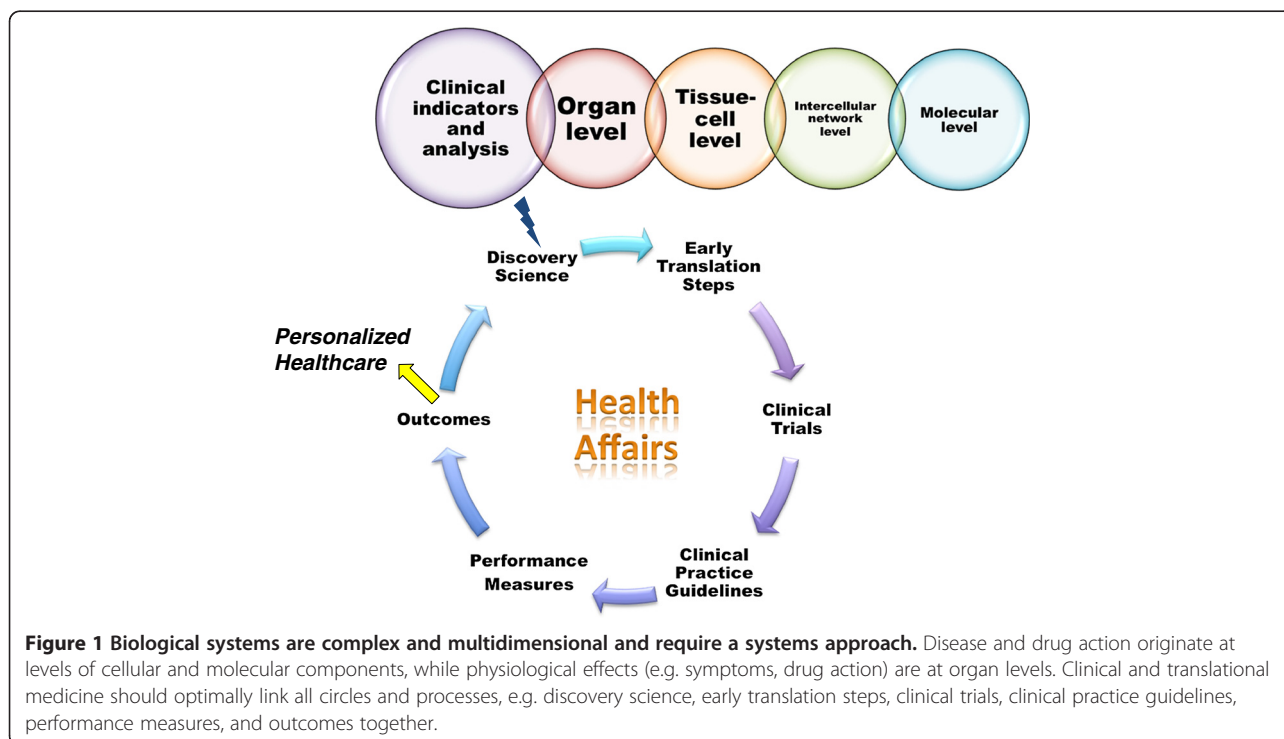 Clinical
indicators
and
analysis
Organ
level
Tissue-
cell
level
Intercellular
network
level
Molecular
level
Discovery
Science
Early
Translation
Steps
Clinical
Trials
Clinical
Practice
Guidelines
Performance
Measures
Outcomes
Personalized
Healthcare
Health
Affairs
Figure 1 Biological systems are complex and multidimensional and require a systems approach. Disease and drug action originate at
levels of cellular and molecular components, while physiological effects (e.g. symptoms, drug action) are at organ levels. Clinical and translational
medicine should optimally link all circles and processes, e.g. discovery science, early translation steps, clinical trials, clinical practice guidelines,
performance measures, and outcomes together.